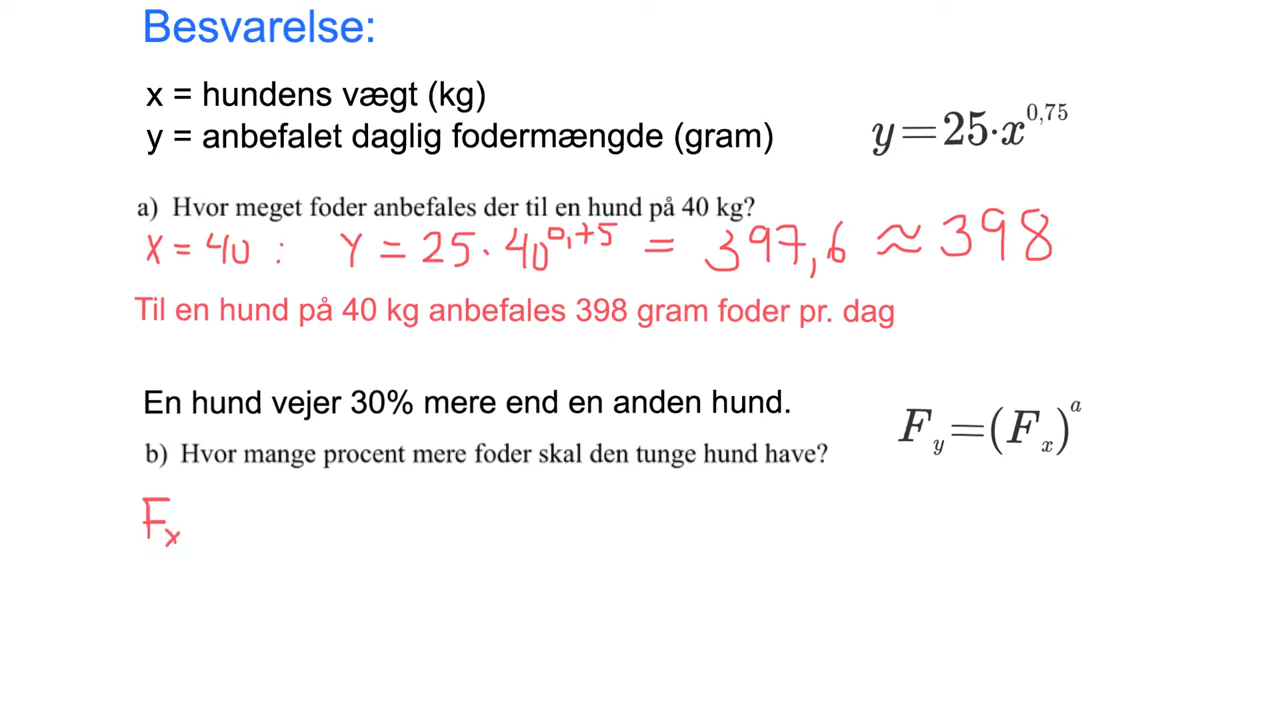 Besvarelse:
x = hundens vægt (kg)
y = anbefalet daglig fodermængde (gram)
y=25·x^0,75
a) Hvor meget foder anbefales der til en hund på 40 kg?
x = 40 : y = 25 · 40^0,75 = 397,6 ≈ 398
Til en hund på 40 kg anbefales 398 gram foder pr. dag
En hund vejer 30% mere end en anden hund.
F_y=(F_x)^a
b) Hvor mange procent mere foder skal den tunge hund have?
F_x